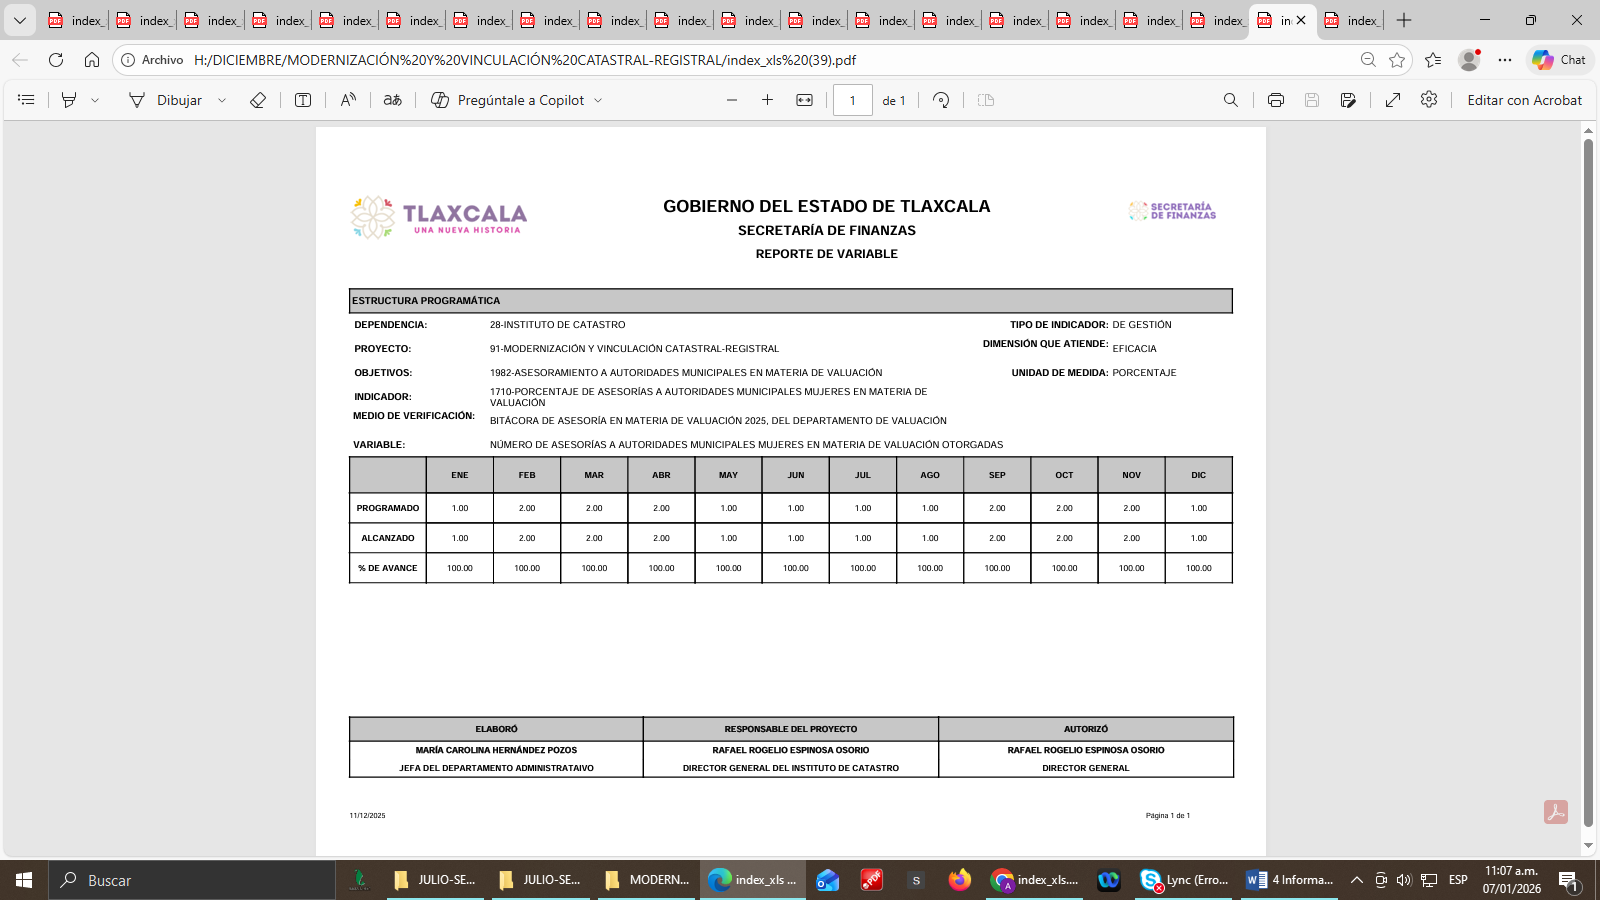 index_ index_ index_ index_ index_ index_ index_ index_ index_ index_ index_ index_ index_ index_ index_ index_ index_ index_ in index_
Archivo H:/DICIEMBRE/MODERNIZACIÓN%20Y%20VINCULACIÓN%20CATASTRAL-REGISTRAL/index_xls%20(39).pdf Chat
Dibujar Pregúntale a Copilot 1 de 1 Editar con Acrobat
TLAXCALA
UNA NUEVA HISTORIA
GOBIERNO DEL ESTADO DE TLAXCALA
SECRETARÍA DE FINANZAS
REPORTE DE VARIABLE
SECRETARÍA
DE FINANZAS
ESTRUCTURA PROGRAMÁTICA
DEPENDENCIA: 28-INSTITUTO DE CATASTRO TIPO DE INDICADOR: DE GESTIÓN
PROYECTO: 91-MODERNIZACIÓN Y VINCULACIÓN CATASTRAL-REGISTRAL DIMENSIÓN QUE ATIENDE: EFICACIA
OBJETIVOS: 1982-ASESORAMIENTO A AUTORIDADES MUNICIPALES EN MATERIA DE VALUACIÓN UNIDAD DE MEDIDA: PORCENTAJE
INDICADOR: 1710-PORCENTAJE DE ASESORÍAS A AUTORIDADES MUNICIPALES MUJERES EN MATERIA DE
VALUACIÓN
MEDIO DE VERIFICACIÓN: BITÁCORA DE ASESORÍA EN MATERIA DE VALUACIÓN 2025, DEL DEPARTAMENTO DE VALUACIÓN
VARIABLE: NÚMERO DE ASESORÍAS A AUTORIDADES MUNICIPALES MUJERES EN MATERIA DE VALUACIÓN OTORGADAS
ENE FEB MAR ABR MAY JUN JUL AGO SEP OCT NOV DIC
PROGRAMADO 1.00 2.00 2.00 2.00 1.00 1.00 1.00 1.00 2.00 2.00 2.00 1.00
ALCANZADO 1.00 2.00 2.00 2.00 1.00 1.00 1.00 1.00 2.00 2.00 2.00 1.00
% DE AVANCE 100.00 100.00 100.00 100.00 100.00 100.00 100.00 100.00 100.00 100.00 100.00 100.00
ELABORÓ RESPONSABLE DEL PROYECTO AUTORIZÓ
MARÍA CAROLINA HERNÁNDEZ POZOS RAFAEL ROGELIO ESPINOSA OSORIO RAFAEL ROGELIO ESPINOSA OSORIO
JEFA DEL DEPARTAMENTO ADMINISTRATAIVO DIRECTOR GENERAL DEL INSTITUTO DE CATASTRO DIRECTOR GENERAL
11/12/2025 Página 1 de 1
Buscar JULIO-SE... JULIO-SE... MODERN... index_xls ... index_xls.... Lync (Erro... 4 Informa... ESP 11:07 a.m.
07/01/2026 1